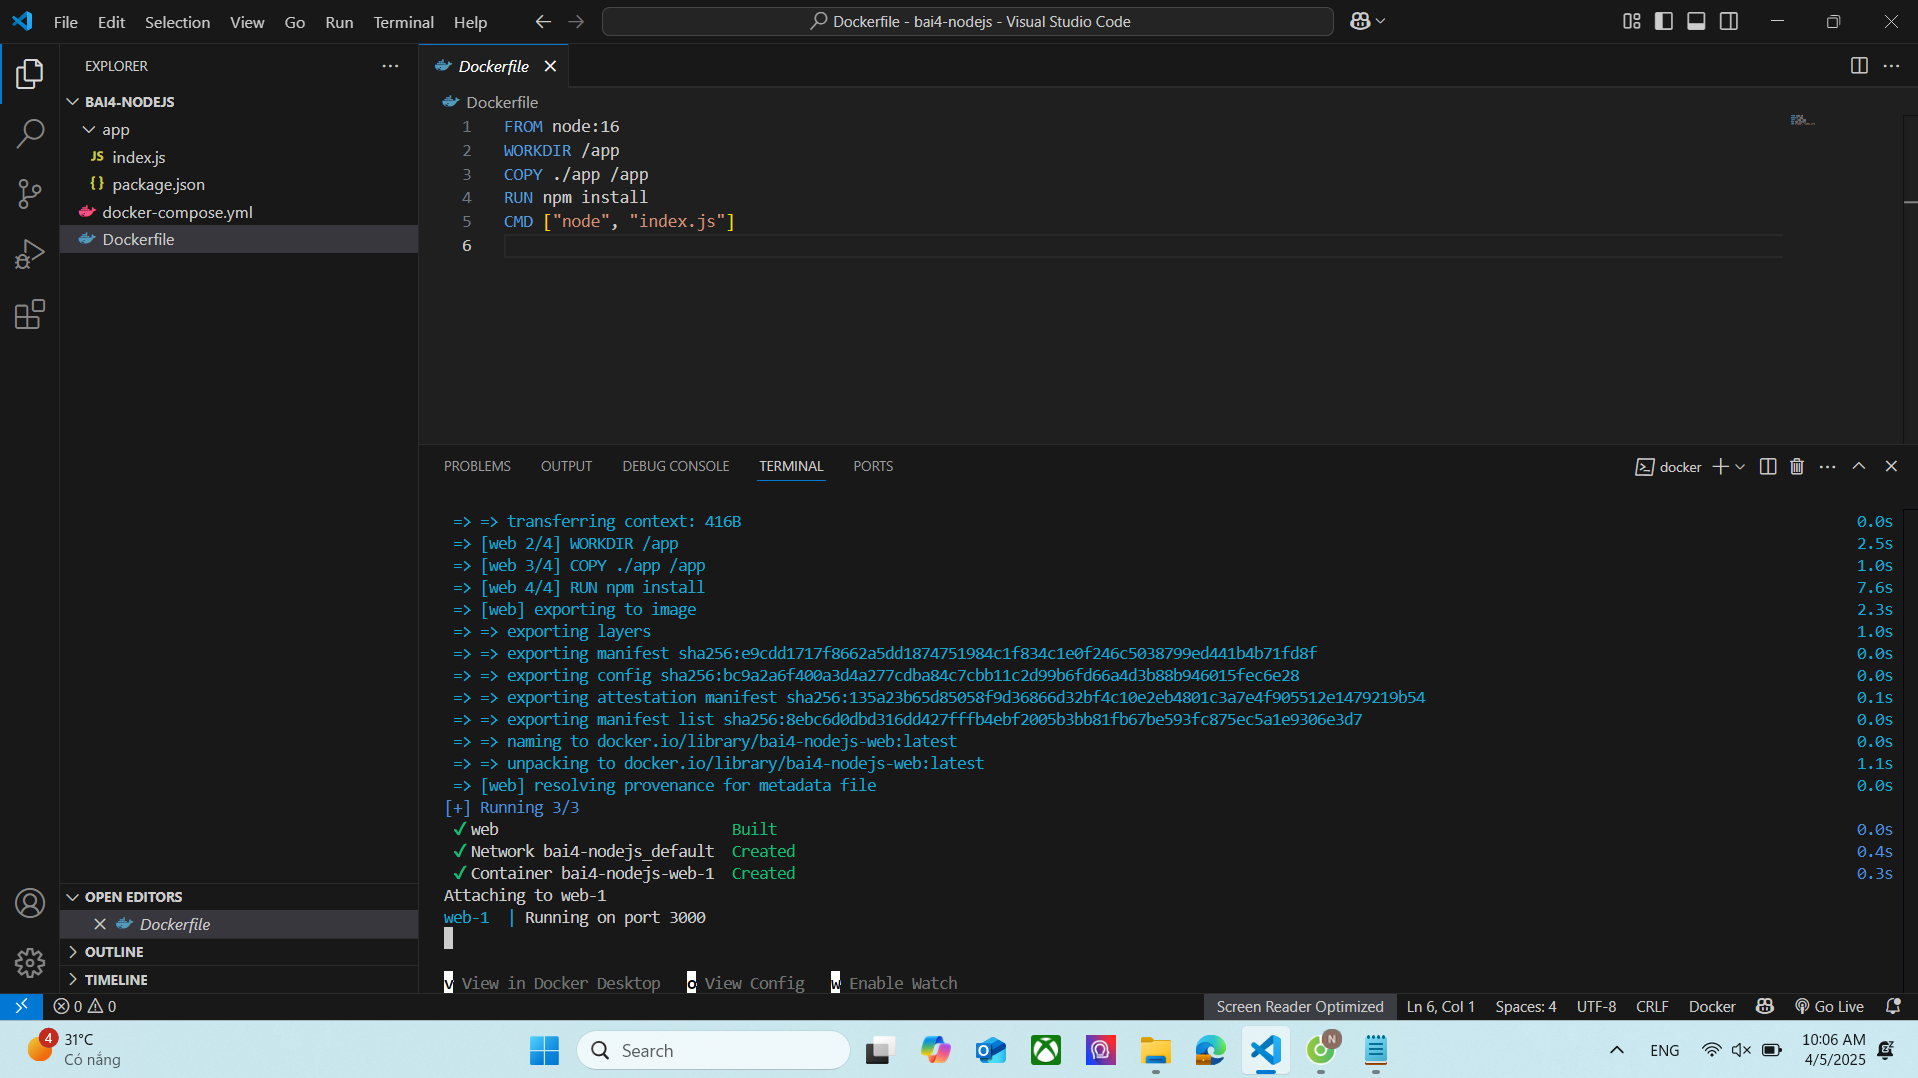 File Edit Selection View Go Run Terminal Help
Dockerfile - bai4-nodejs - Visual Studio Code
EXPLORER
BAI4-NODEJS
app
JS index.js
{} package.json
docker-compose.yml
Dockerfile
OPEN EDITORS
Dockerfile
OUTLINE
TIMELINE
Dockerfile
Dockerfile
1 FROM node:16
2 WORKDIR /app
3 COPY ./app /app
4 RUN npm install
5 CMD ["node", "index.js"]
6
PROBLEMS OUTPUT DEBUG CONSOLE TERMINAL PORTS
docker
=> => transferring context: 416B 0.0s
=> [web 2/4] WORKDIR /app 2.5s
=> [web 3/4] COPY ./app /app 1.0s
=> [web 4/4] RUN npm install 7.6s
=> [web] exporting to image 2.3s
=> => exporting layers 1.0s
=> => exporting manifest sha256:e9cdd1717f8662a5dd1874751984c1f834c1e0f246c5038799ed441b4b71fd8f 0.0s
=> => exporting config sha256:bc9a2a6f400a3d4a277cdba84c7cbb11c2d99b6fd66a4d3b88b946015fec6e28 0.0s
=> => exporting attestation manifest sha256:135a23b65d85058f9d36866d32bf4c10e2eb4801c3a7e4f905512e1479219b54 0.1s
=> => exporting manifest list sha256:8ebc6d0dbd316dd427fffb4ebf2005b3bb81fb67be593fc875ec5a1e9306e3d7 0.0s
=> => naming to docker.io/library/bai4-nodejs-web:latest 0.0s
=> => unpacking to docker.io/library/bai4-nodejs-web:latest 1.1s
=> [web] resolving provenance for metadata file 0.0s
[+] Running 3/3
✔ web Built 0.0s
✔ Network bai4-nodejs_default Created 0.4s
✔ Container bai4-nodejs-web-1 Created 0.3s
Attaching to web-1
web-1 | Running on port 3000
v View in Docker Desktop o View Config w Enable Watch
0 0
Screen Reader Optimized Ln 6, Col 1 Spaces: 4 UTF-8 CRLF Docker Go Live
4
31°C
Có nắng
Search
N
ENG
10:06 AM
4/5/2025